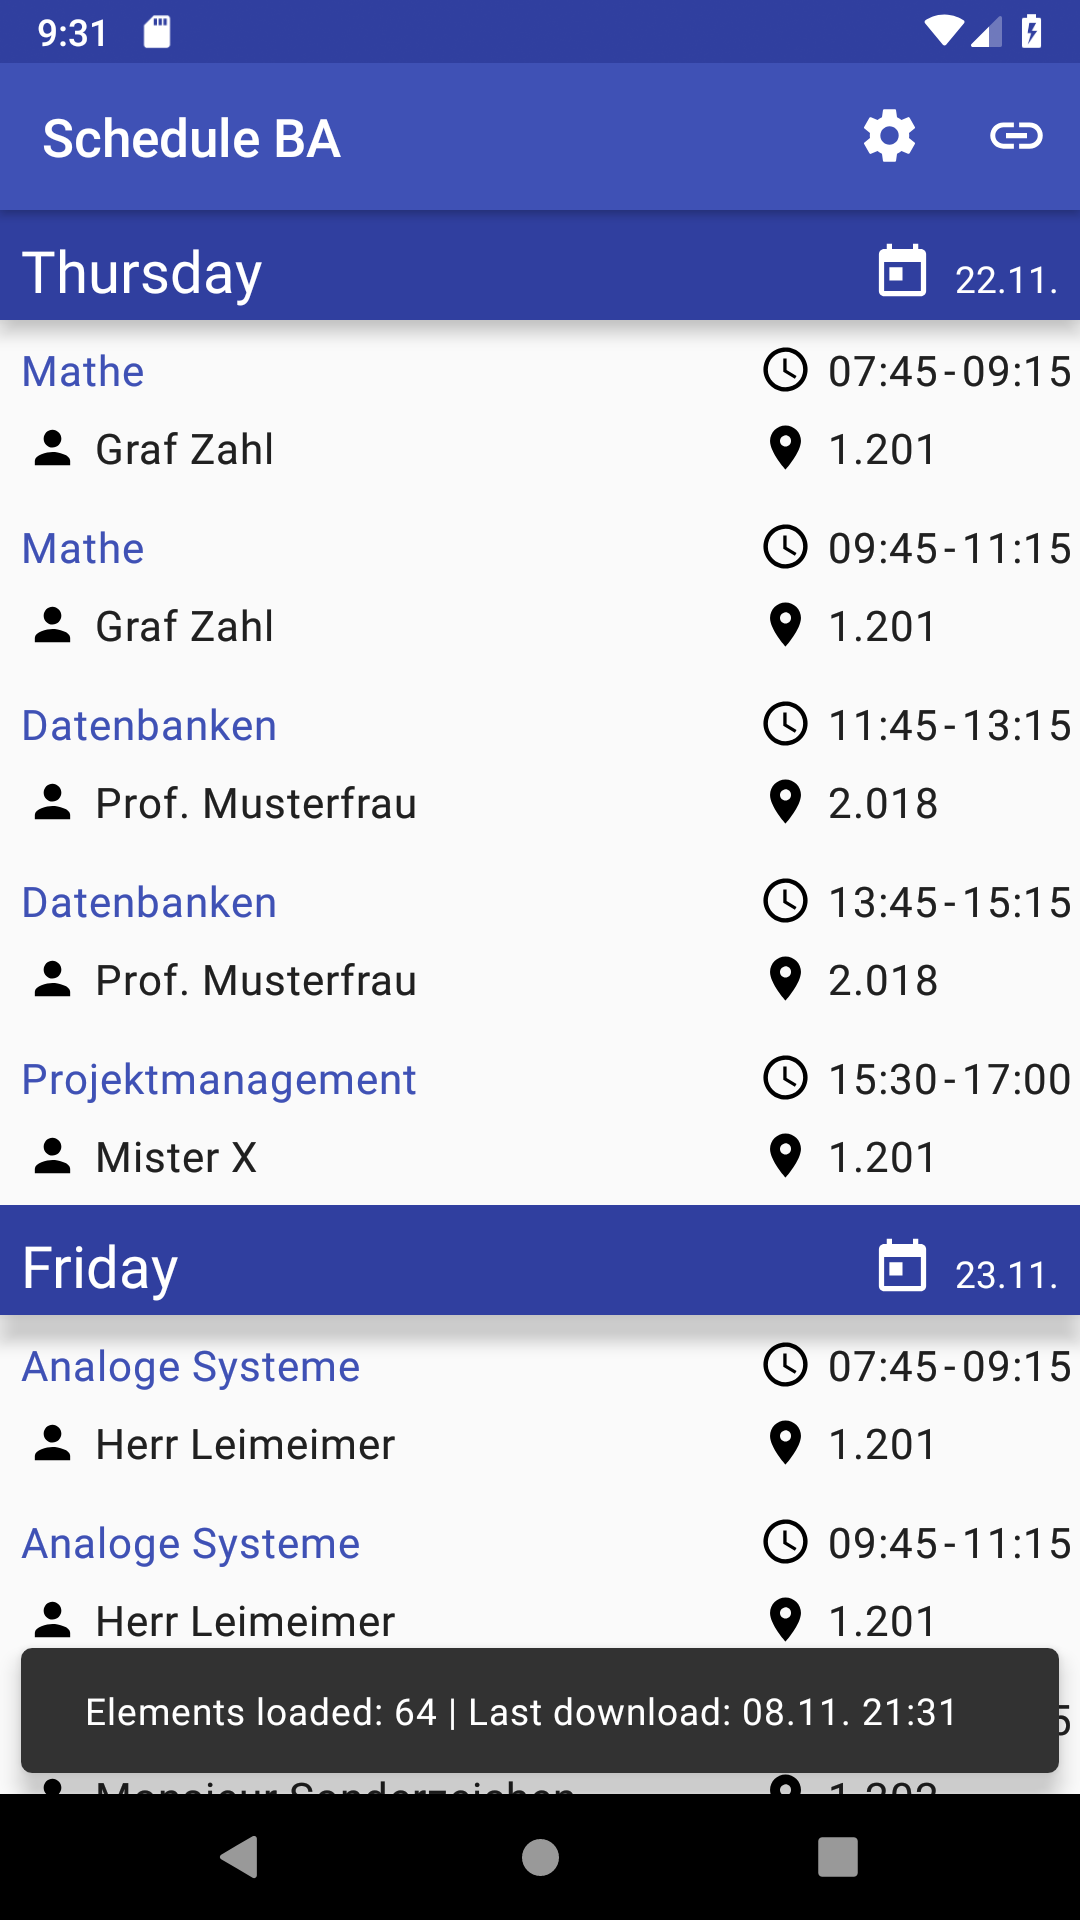 9:31
Schedule BA
Thursday 22.11.
Mathe 07:45-09:15
Graf Zahl 1.201
Mathe 09:45-11:15
Graf Zahl 1.201
Datenbanken 11:45-13:15
Prof. Musterfrau 2.018
Datenbanken 13:45-15:15
Prof. Musterfrau 2.018
Projektmanagement 15:30-17:00
Mister X 1.201
Friday 23.11.
Analoge Systeme 07:45-09:15
Herr Leimeimer 1.201
Analoge Systeme 09:45-11:15
Herr Leimeimer 1.201
Elements loaded: 64 | Last download: 08.11. 21:31
Monsieur Sonderzeichen